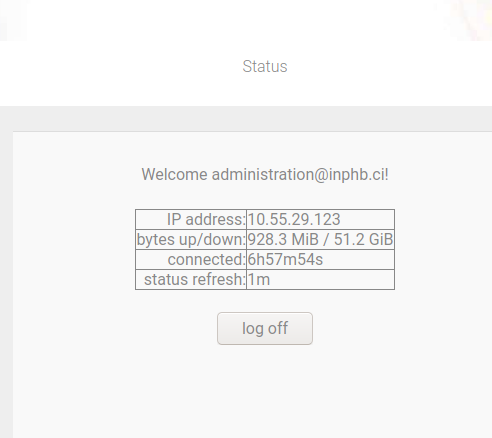 Status
Welcome administration@inphb.ci!
IP address: 10.55.29.123
bytes up/down: 928.3 MiB / 51.2 GiB
connected: 6h57m54s
status refresh: 1m
log off